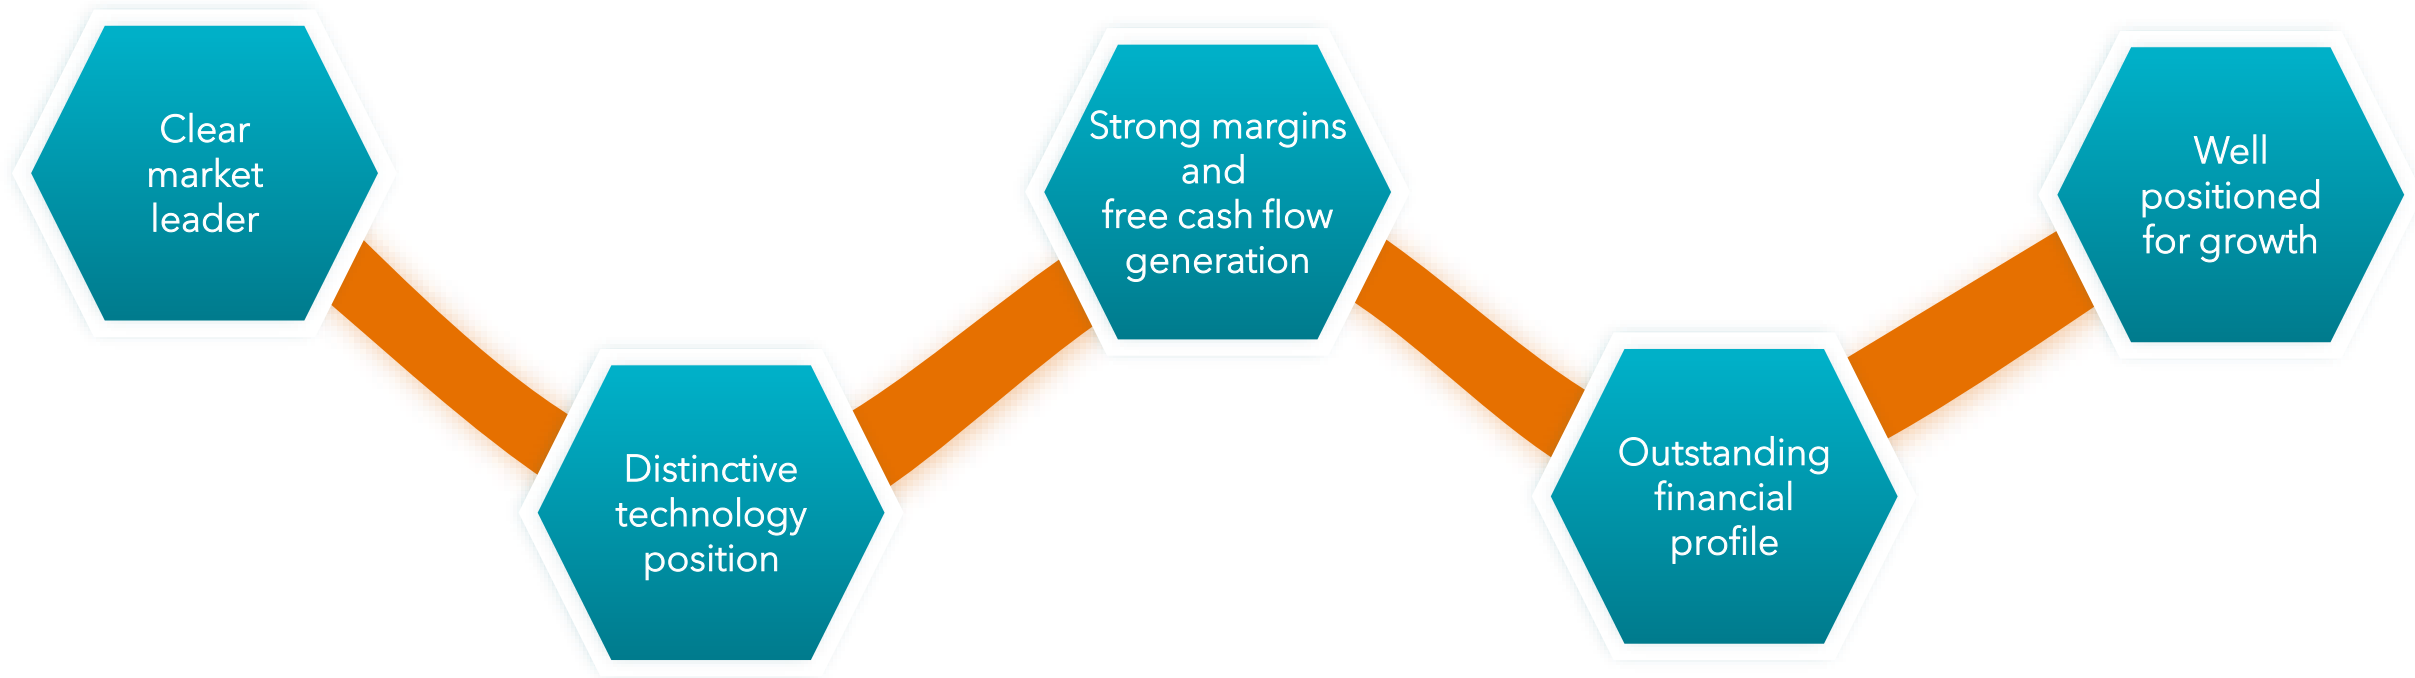 Clear
market
leader
Distinctive
technology
position
Strong margins
and
free cash flow
generation
Outstanding
financial
profile
Well
positioned
for growth